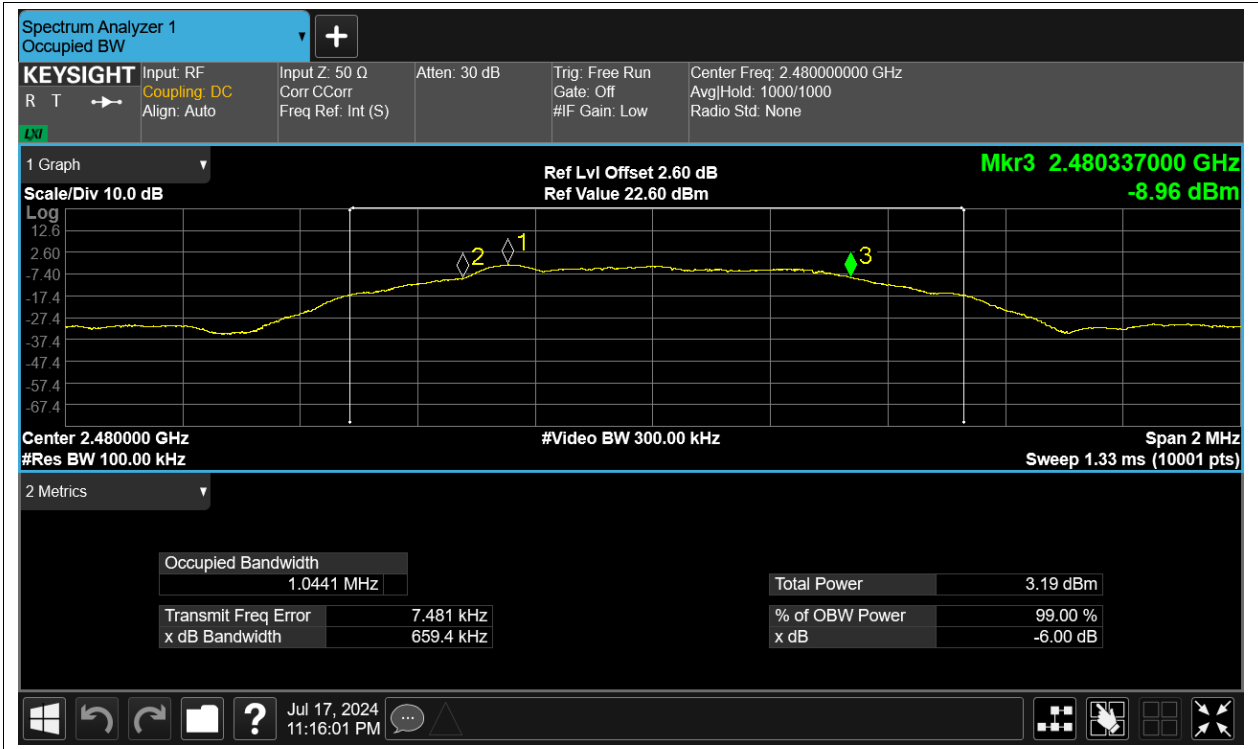 Spectrum Analyzer 1
Occupied BW
KEYSIGHT
R T
LXI
Input: RF
Coupling: DC
Align: Auto
Input Z: 50 Ω
Corr CCorr
Freq Ref: Int (S)
Atten: 30 dB
Trig: Free Run
Gate: Off
#IF Gain: Low
Center Freq: 2.480000000 GHz
Avg|Hold: 1000/1000
Radio Std: None
1 Graph
Scale/Div 10.0 dB
Ref Lvl Offset 2.60 dB
Ref Value 22.60 dBm
Mkr3 2.480337000 GHz
-8.96 dBm
Log
12.6
2.60
-7.40
-17.4
-27.4
-37.4
-47.4
-57.4
-67.4
2
1
3
Center 2.480000 GHz
#Res BW 100.00 kHz
#Video BW 300.00 kHz
Span 2 MHz
Sweep 1.33 ms (10001 pts)
2 Metrics
Occupied Bandwidth
1.0441 MHz
Transmit Freq Error 7.481 kHz
x dB Bandwidth 659.4 kHz
Total Power 3.19 dBm
% of OBW Power 99.00 %
x dB -6.00 dB
?
Jul 17, 2024
11:16:01 PM